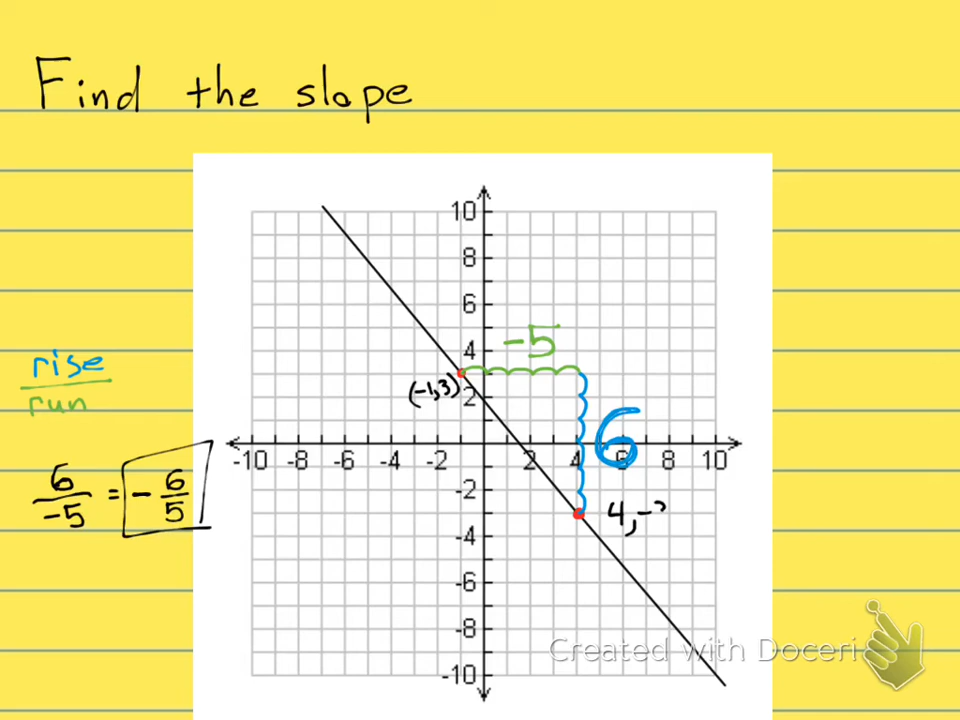 Find the slope
10
8
6
4
2
-5
(-1,3)
rise
run
6
-10 -8 -6 -4 -2 2 4 6 8 10
6/-5 = -6/5
-2
4,-
-4
-6
-8
-10
Created with Doceri